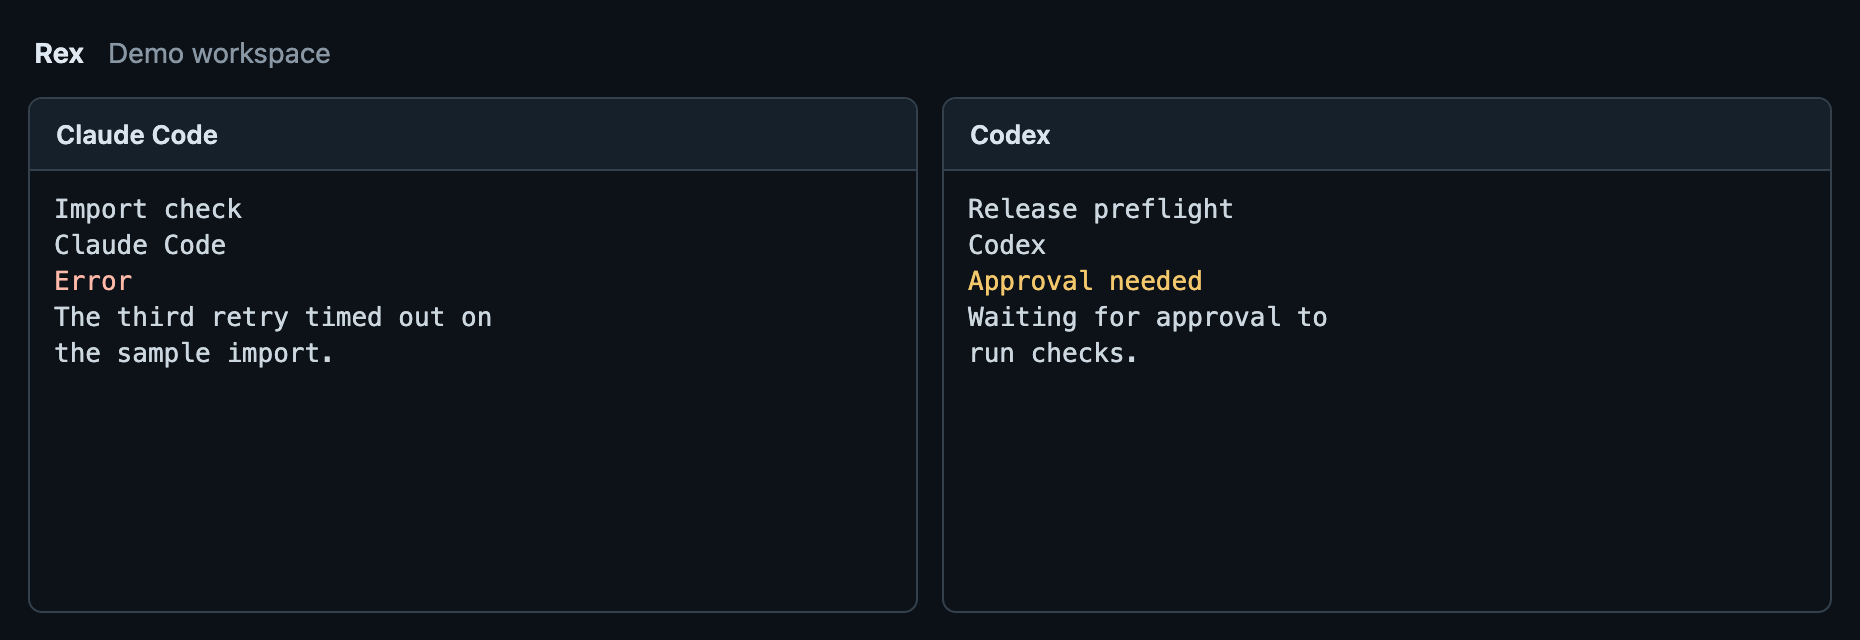 Rex Demo workspace
Claude Code
Import check
Claude Code
Error
The third retry timed out on
the sample import.
Codex
Release preflight
Codex
Approval needed
Waiting for approval to
run checks.